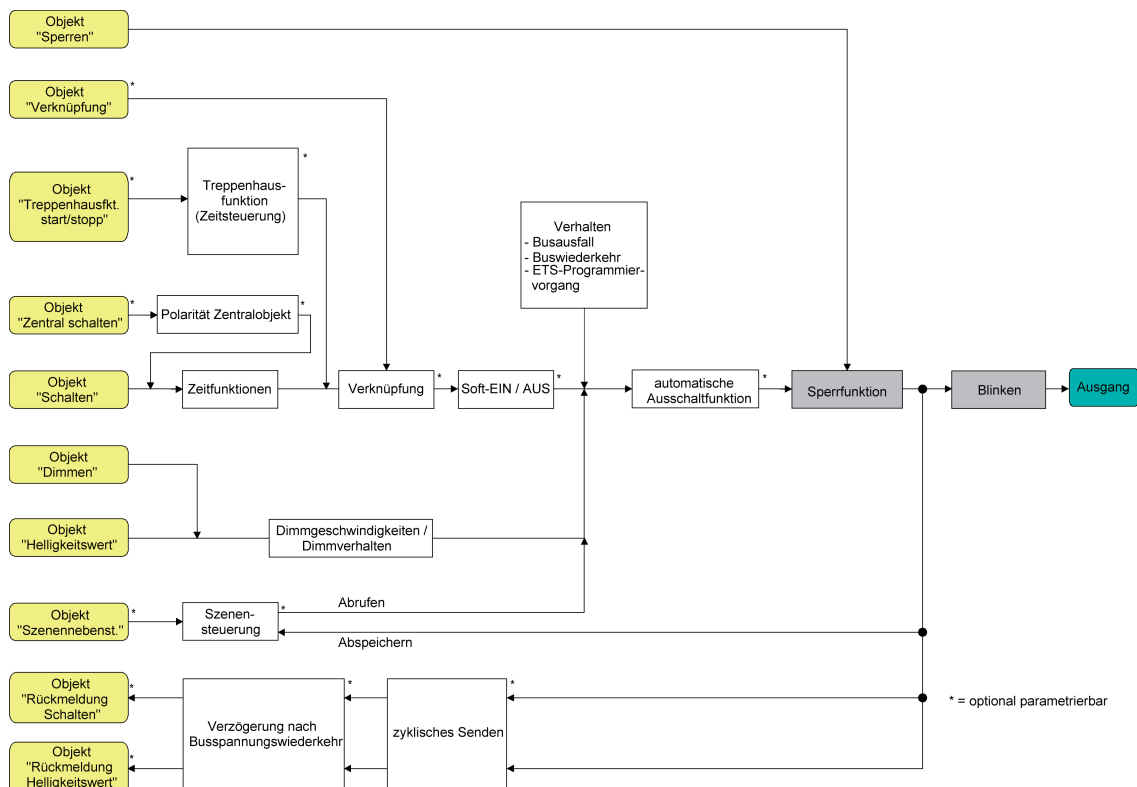 Objekt
"Sperren"
Objekt
"Verknüpfung"
*
Objekt
"Treppenhausfkt.
start/stopp"
*
Treppenhaus-
funktion
(Zeitsteuerung)
*
Verhalten
- Busausfall
- Buswiederkehr
- ETS-Programmier-
vorgang
Objekt
"Zentral schalten"
*
Polarität Zentralobjekt
*
Objekt
"Schalten"
Zeitfunktionen
Verknüpfung
*
Soft-EIN / AUS
*
automatische
Ausschaltfunktion
*
Sperrfunktion
Blinken
Ausgang
Objekt
"Dimmen"
Objekt
"Helligkeitswert"
Dimmgeschwindigkeiten /
Dimmverhalten
Objekt
"Szenennebenst."
*
Szenen-
steuerung
*
Abrufen
Abspeichern
Objekt
"Rückmeldung
Schalten"
*
Verzögerung nach
Busspannungswiederkehr
*
zyklisches Senden
*
* = optional parametrierbar
Objekt
"Rückmeldung
Helligkeitswert"
*